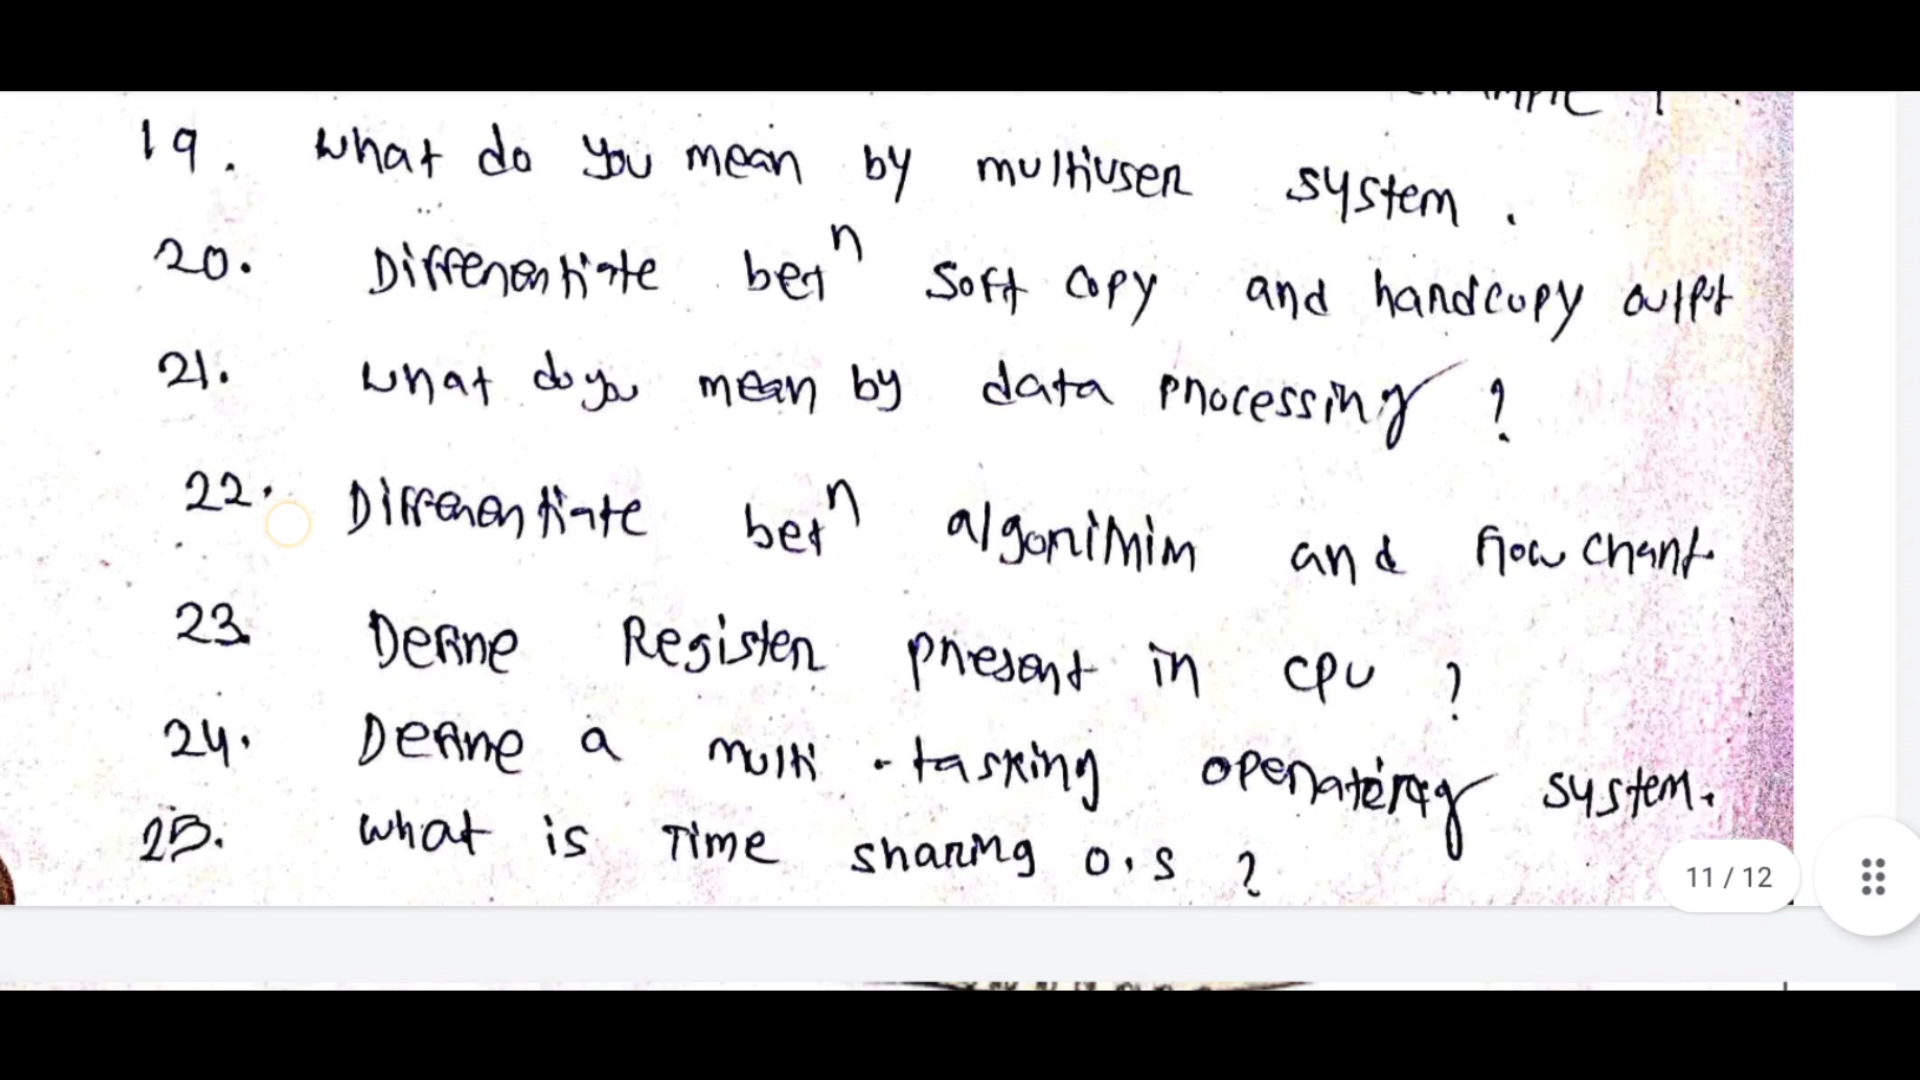 19. What do you mean by multiuser system.
20. Differentiate betn soft copy and hardcopy output
21. What do you mean by data processing ?
22. Differentiate betn algorithim and flow chart
23. Define Register present in CPU ?
24. Define a multi-tasking operating system.
25. What is Time sharing O.S ?
11 / 12